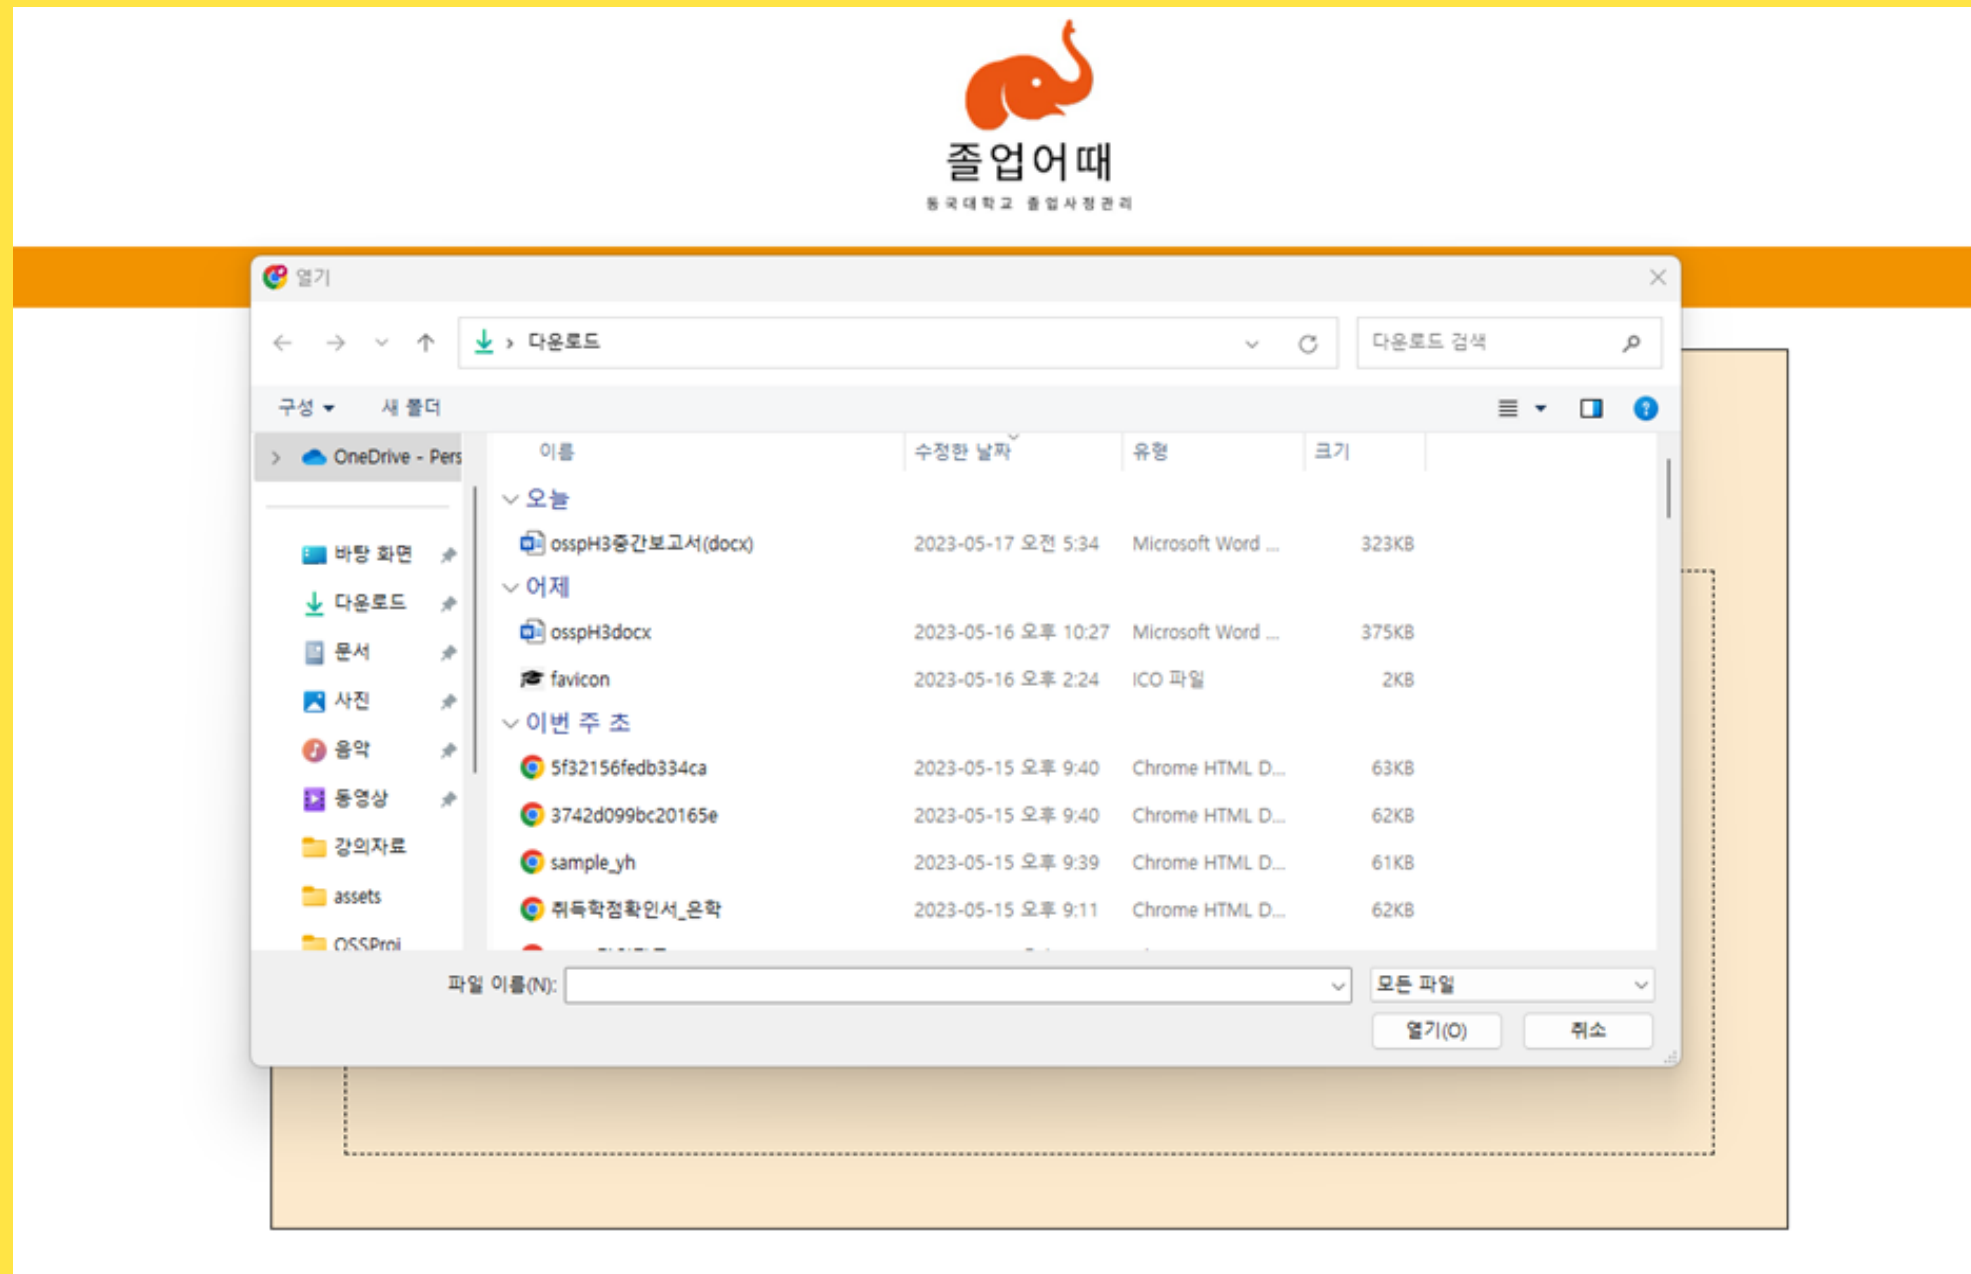 졸업어때
동국대학교 졸업사정관리
열기
다운로드
다운로드 검색
구성
새 폴더
OneDrive - Pers
이름 수정한 날짜 유형 크기
오늘
osspH3중간보고서(docx) 2023-05-17 오전 5:34 Microsoft Word ... 323KB
어제
바탕 화면
osspH3docx 2023-05-16 오후 10:27 Microsoft Word ... 375KB
다운로드
favicon 2023-05-16 오후 2:24 ICO 파일 2KB
문서
이번 주 초
사진
5f32156fedb334ca 2023-05-15 오후 9:40 Chrome HTML D... 63KB
음악
3742d099bc20165e 2023-05-15 오후 9:40 Chrome HTML D... 62KB
동영상
sample_yh 2023-05-15 오후 9:39 Chrome HTML D... 61KB
강의자료
취득학점확인서_은학 2023-05-15 오후 9:11 Chrome HTML D... 62KB
assets
OSSProj
파일 이름(N):
모든 파일
열기(O)
취소